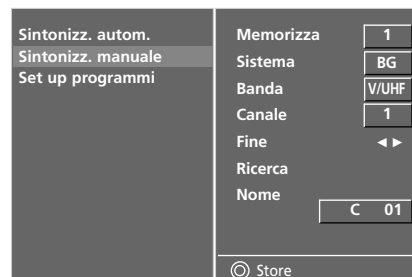 Sintonizz. autom.
Sintonizz. manuale
Set up programmi
Memorizza 1
Sistema BG
Banda V/UHF
Canale 1
Fine ◄ ►
Ricerca
Nome
C 01
Store